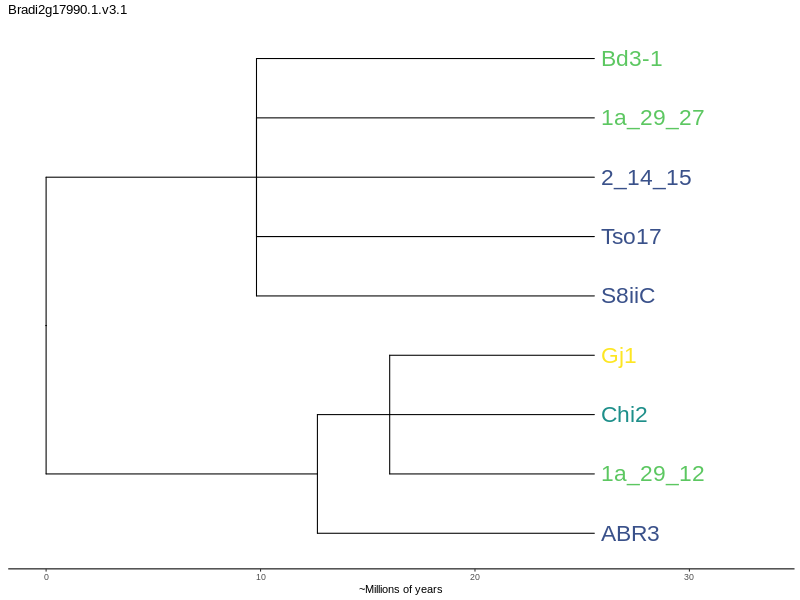 Bradi2g17990.1.v3.1
Bd3-1
1a_29_27
2_14_15
Tso17
S8iiC
Gj1
Chi2
1a_29_12
ABR3
0 10 20 30
~Millions of years